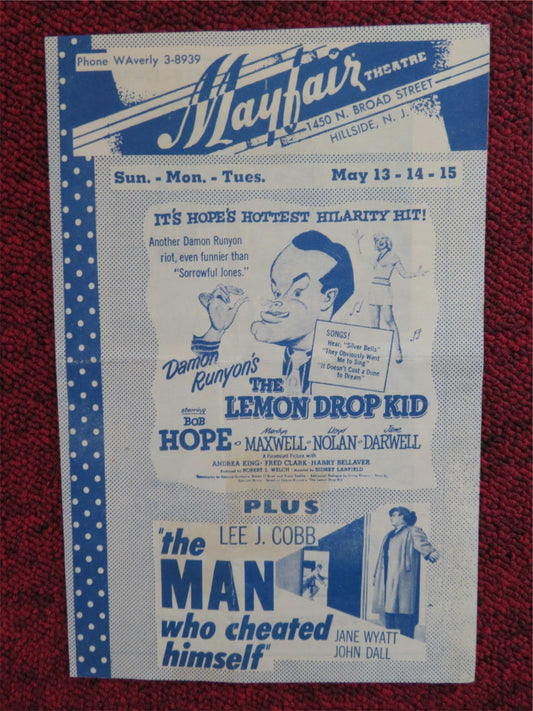 Phone WAverly 3-8939
Mayfair THEATRE
1450 N. BROAD STREET
HILLSIDE, N. J.
Sun. - Mon. - Tues. May 13 - 14 - 15
IT'S HOPE'S HOTTEST HILARITY HIT!
Another Damon Runyon
riot, even funnier than
"Sorrowful Jones."
SONGS!
Hear: "Silver Bells"
"They Obviously Want
Me to Sing"
"It Doesn't Cost a Dime
to Dream"
Damon
Runyon's
THE
LEMON DROP KID
starring
BOB
HOPE
Marilyn
MAXWELL
Lloyd
NOLAN
Jane
DARWELL
A Paramount Picture with
ANDREA KING · FRED CLARK · HARRY BELLAVER
Produced by ROBERT L. WELCH · Directed by SIDNEY LANFIELD
PLUS
LEE J. COBB
"the
MAN
who cheated
himself"
JANE WYATT
JOHN DALL